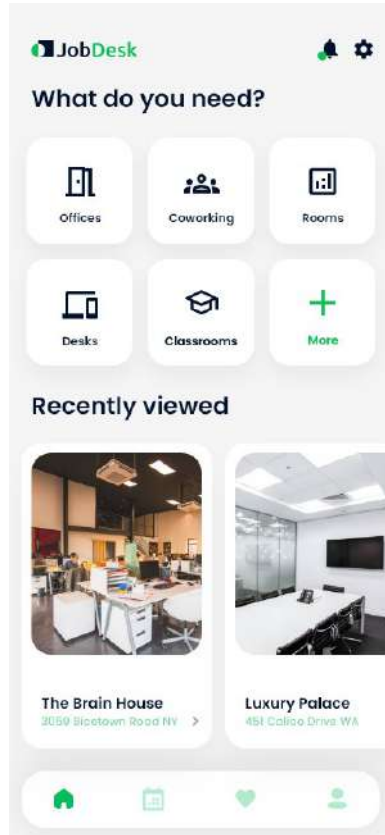 JobDesk
What do you need?
Offices
Coworking
Rooms
Desks
Classrooms
More
Recently viewed
The Brain House
3059 Bicetown Road NY
Luxury Palace
451 Calico Drive WA